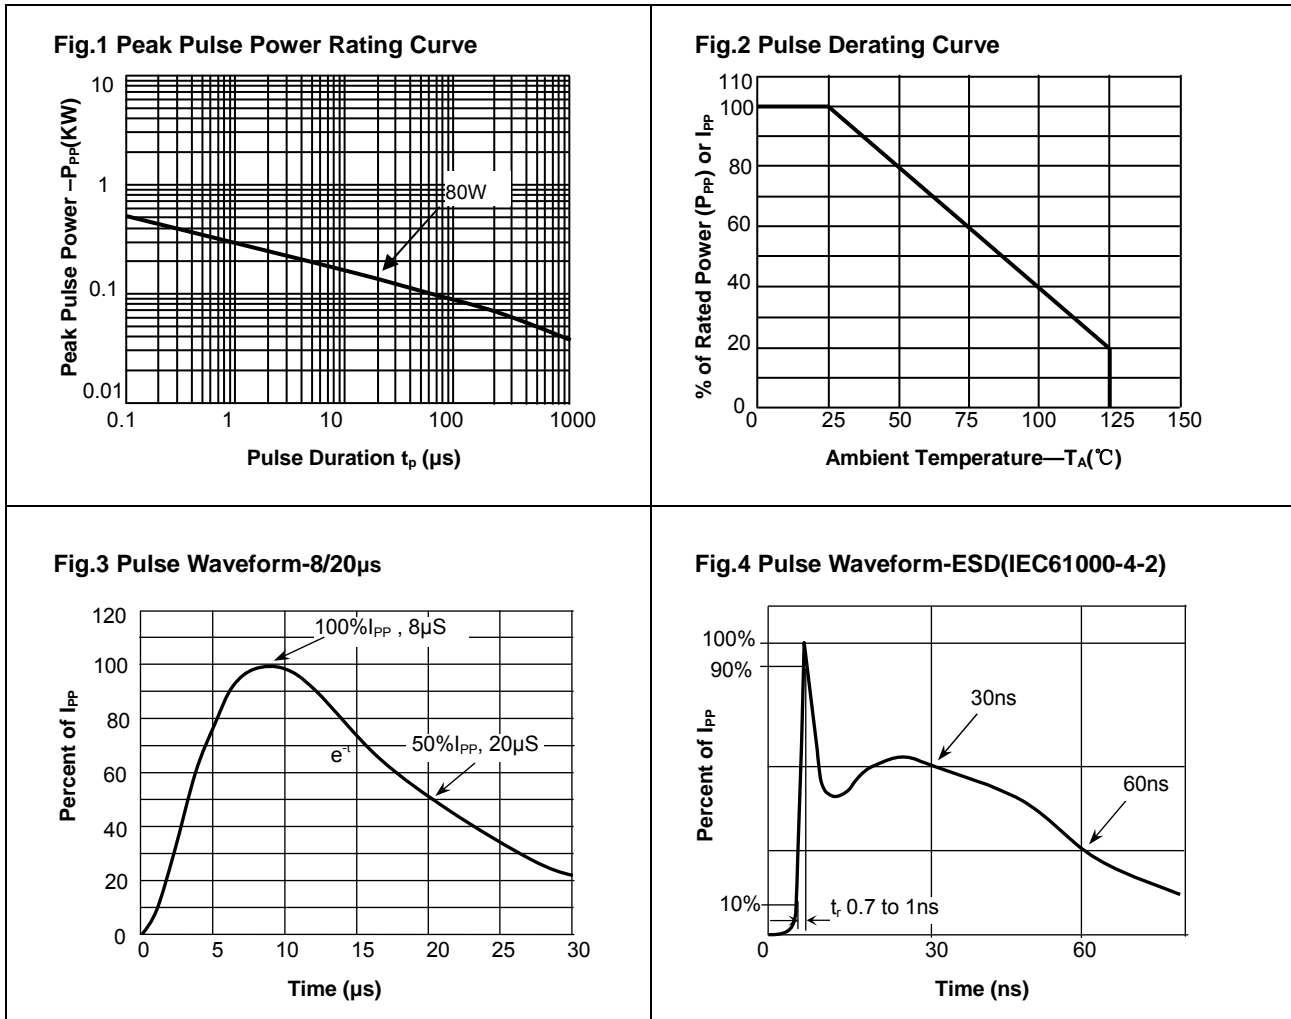 Fig.1 Peak Pulse Power Rating Curve
Peak Pulse Power –PPP(KW)
10
1
0.1
0.01
80W
0.1 1 10 100 1000
Pulse Duration tp (μs)
Fig.2 Pulse Derating Curve
% of Rated Power (PPP) or IPP
110
100
80
60
40
20
0
0 25 50 75 100 125 150
Ambient Temperature—TA(℃)
Fig.3 Pulse Waveform-8/20μs
Percent of IPP
120
100
80
60
40
20
0
100%IPP , 8μS
e-t
50%IPP, 20μS
0 5 10 15 20 25 30
Time (μs)
Fig.4 Pulse Waveform-ESD(IEC61000-4-2)
Percent of IPP
100%
90%
10%
30ns
60ns
tr 0.7 to 1ns
0 30 60
Time (ns)